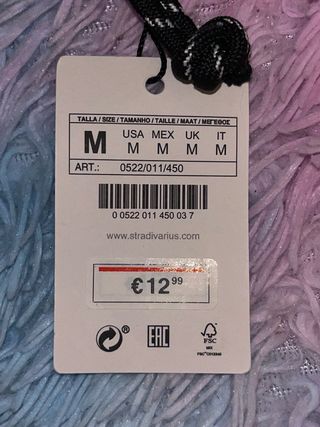 TALLA / SIZE / TAMANHO / TAILLE / MAAT / ΜΕΓΕΘΟΣ
M
USA MEX UK IT
M M M M
ART.: 0522/011/450
0 0522 011 450 03 7
www.stradivarius.com
€12 99
EAC
FSC
MIX